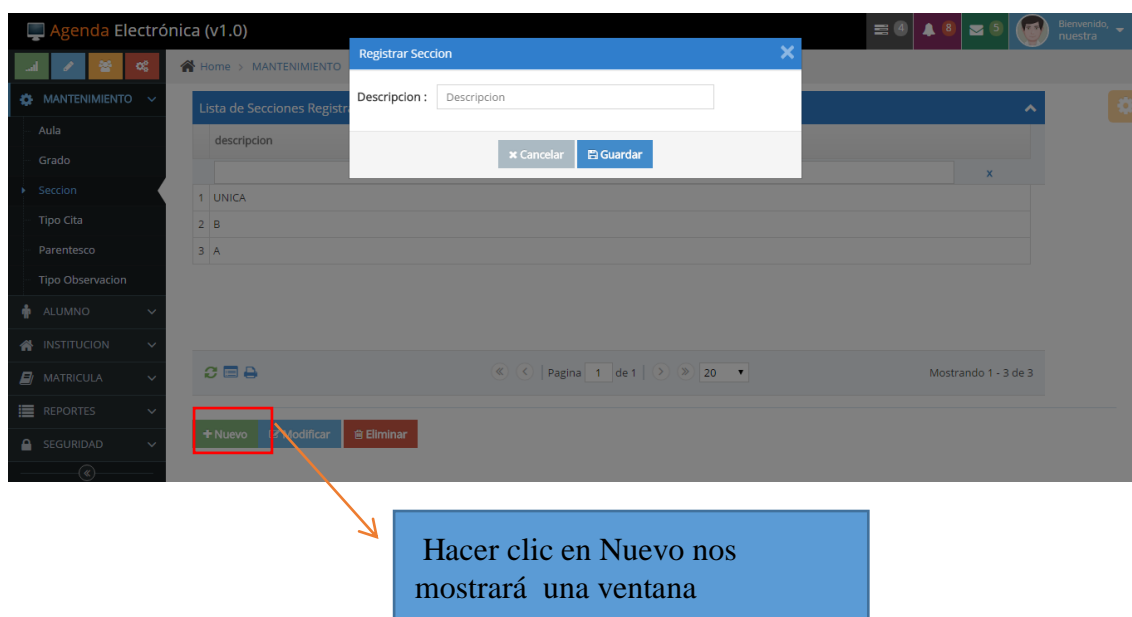 Agenda Electrónica (v1.0)
4
8
5
Bienvenido,
nuestra
Home > MANTENIMIENTO
Registrar Seccion
Descripcion : Descripcion
Cancelar Guardar
MANTENIMIENTO
Aula
Grado
Seccion
Tipo Cita
Parentesco
Tipo Observacion
ALUMNO
INSTITUCION
MATRICULA
REPORTES
SEGURIDAD
Lista de Secciones Registr
descripcion
x
1 UNICA
2 B
3 A
Pagina 1 de 1 20
Mostrando 1 - 3 de 3
+ Nuevo Modificar Eliminar
Hacer clic en Nuevo nos
mostrará una ventana